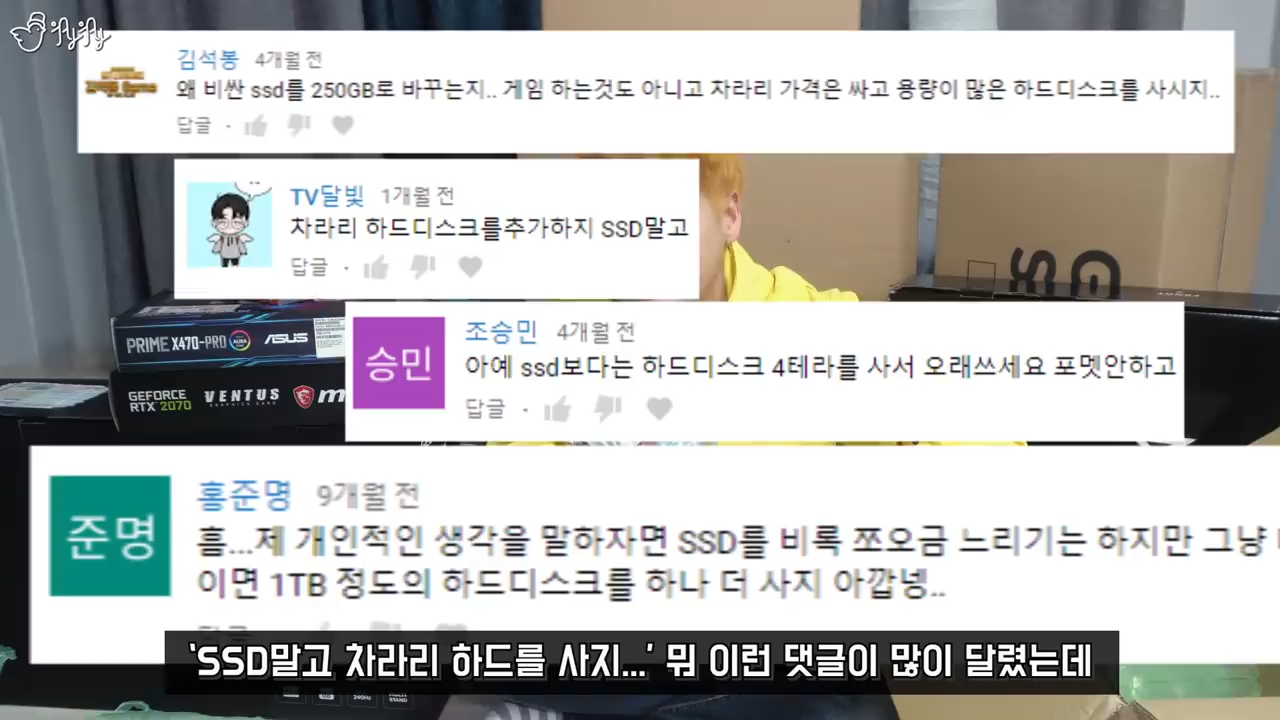 김석봉 4개월 전
왜 비싼 ssd를 250GB로 바꾸는지.. 게임 하는것도 아니고 차라리 가격은 싸고 용량이 많은 하드디스크를 사시지..
답글
TV달빛 1개월 전
차라리 하드디스크를추가하지 SSD말고
답글
PRIME X470-PRO AURA ASUS
승민
조승민 4개월 전
아예 ssd보다는 하드디스크 4테라를 사서 오래쓰세요 포멧안하고
답글
GEFORCE RTX 2070 VENTUS
준명
홍준명 9개월 전
흠...제 개인적인 생각을 말하자면 SSD를 비록 쪼오금 느리기는 하지만 그냥
이면 1TB 정도의 하드디스크를 하나 더 사지 아깝넹..
'SSD말고 차라리 하드를 사지...' 뭐 이런 댓글이 많이 달렸는데